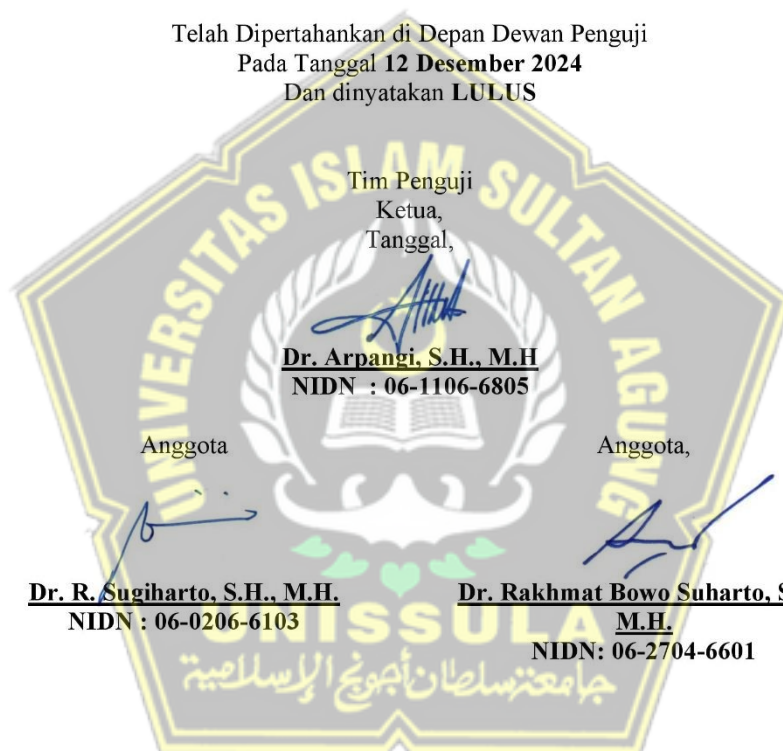 Telah Dipertahankan di Depan Dewan Penguji
Pada Tanggal 12 Desember 2024
Dan dinyatakan LULUS
UNIVERSITAS ISLAM SULTAN AGUNG
Tim Penguji
Ketua,
Tanggal,
Dr. Arpangi, S.H., M.H
NIDN : 06-1106-6805
Anggota
Dr. R. Sugiharto, S.H., M.H.
NIDN : 06-0206-6103
Anggota,
Dr. Rakhmat Bowo Suharto, S
M.H.
NIDN: 06-2704-6601
UNISSULA
جامعة سلطان أجونج الإسلامية